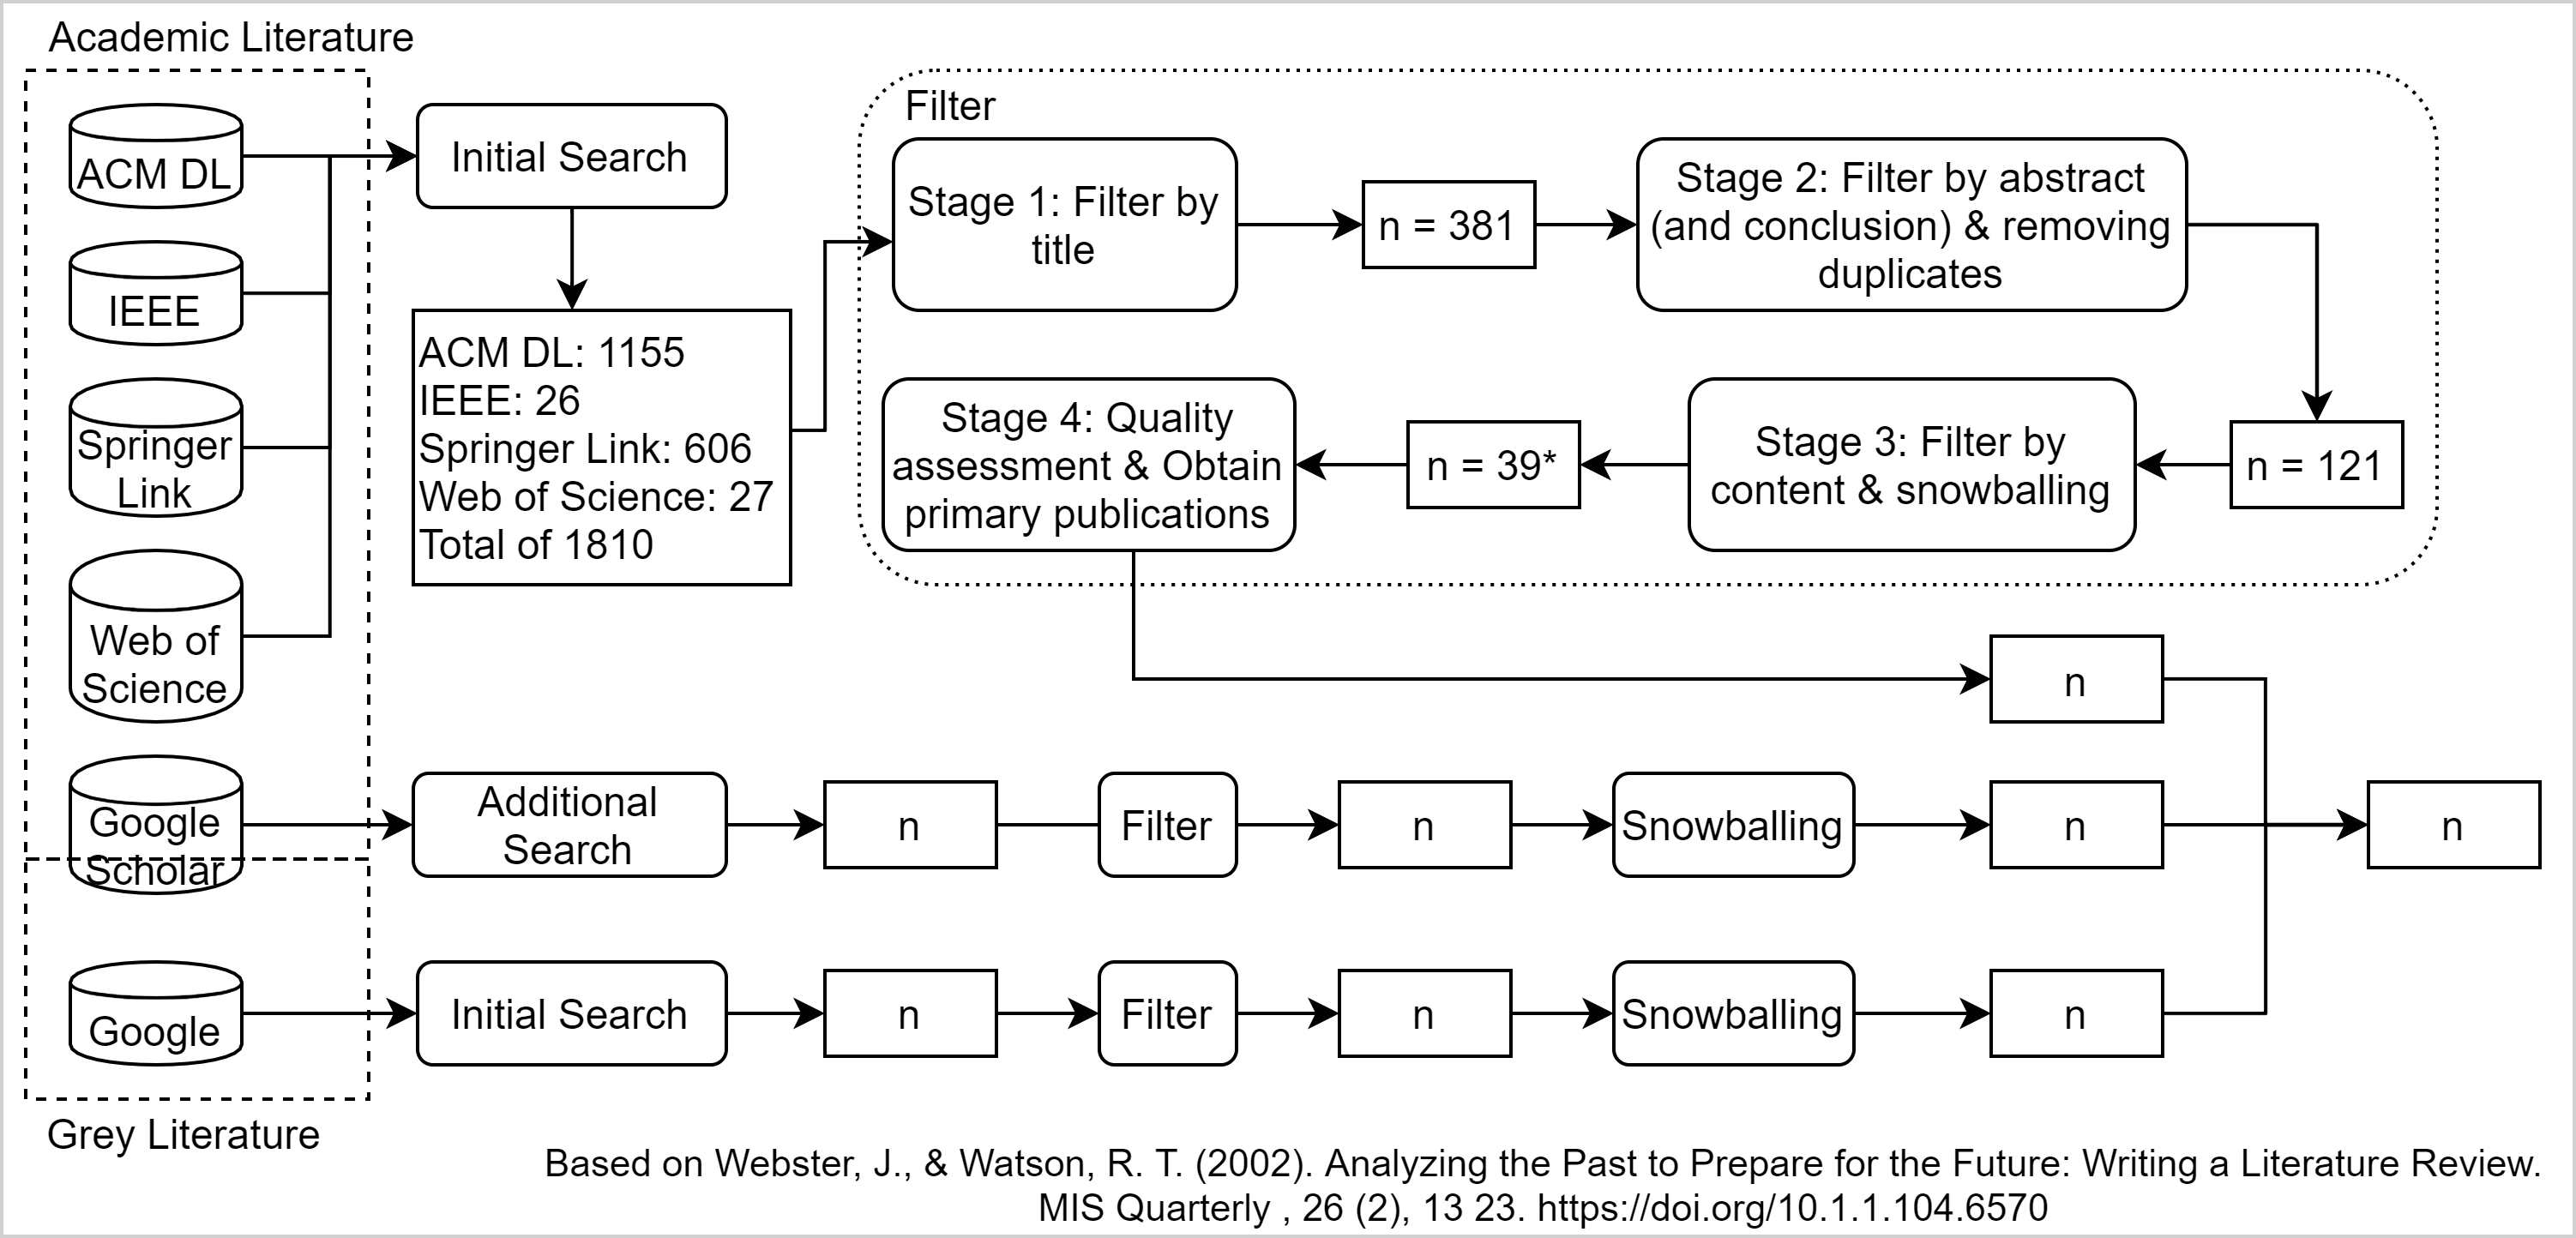 Academic Literature
ACM DL
IEEE
Springer
Link
Web of
Science
Google
Scholar
Google
Grey Literature
Initial Search
ACM DL: 1155
IEEE: 26
Springer Link: 606
Web of Science: 27
Total of 1810
Filter
Stage 1: Filter by
title
n = 381
Stage 2: Filter by abstract
(and conclusion) & removing
duplicates
n = 121
Stage 3: Filter by
content & snowballing
n = 39*
Stage 4: Quality
assessment & Obtain
primary publications
n
Additional
Search
n
Filter
n
Snowballing
n
n
Initial Search
n
Filter
n
Snowballing
n
Based on Webster, J., & Watson, R. T. (2002). Analyzing the Past to Prepare for the Future: Writing a Literature Review.
MIS Quarterly , 26 (2), 13 23. https://doi.org/10.1.1.104.6570